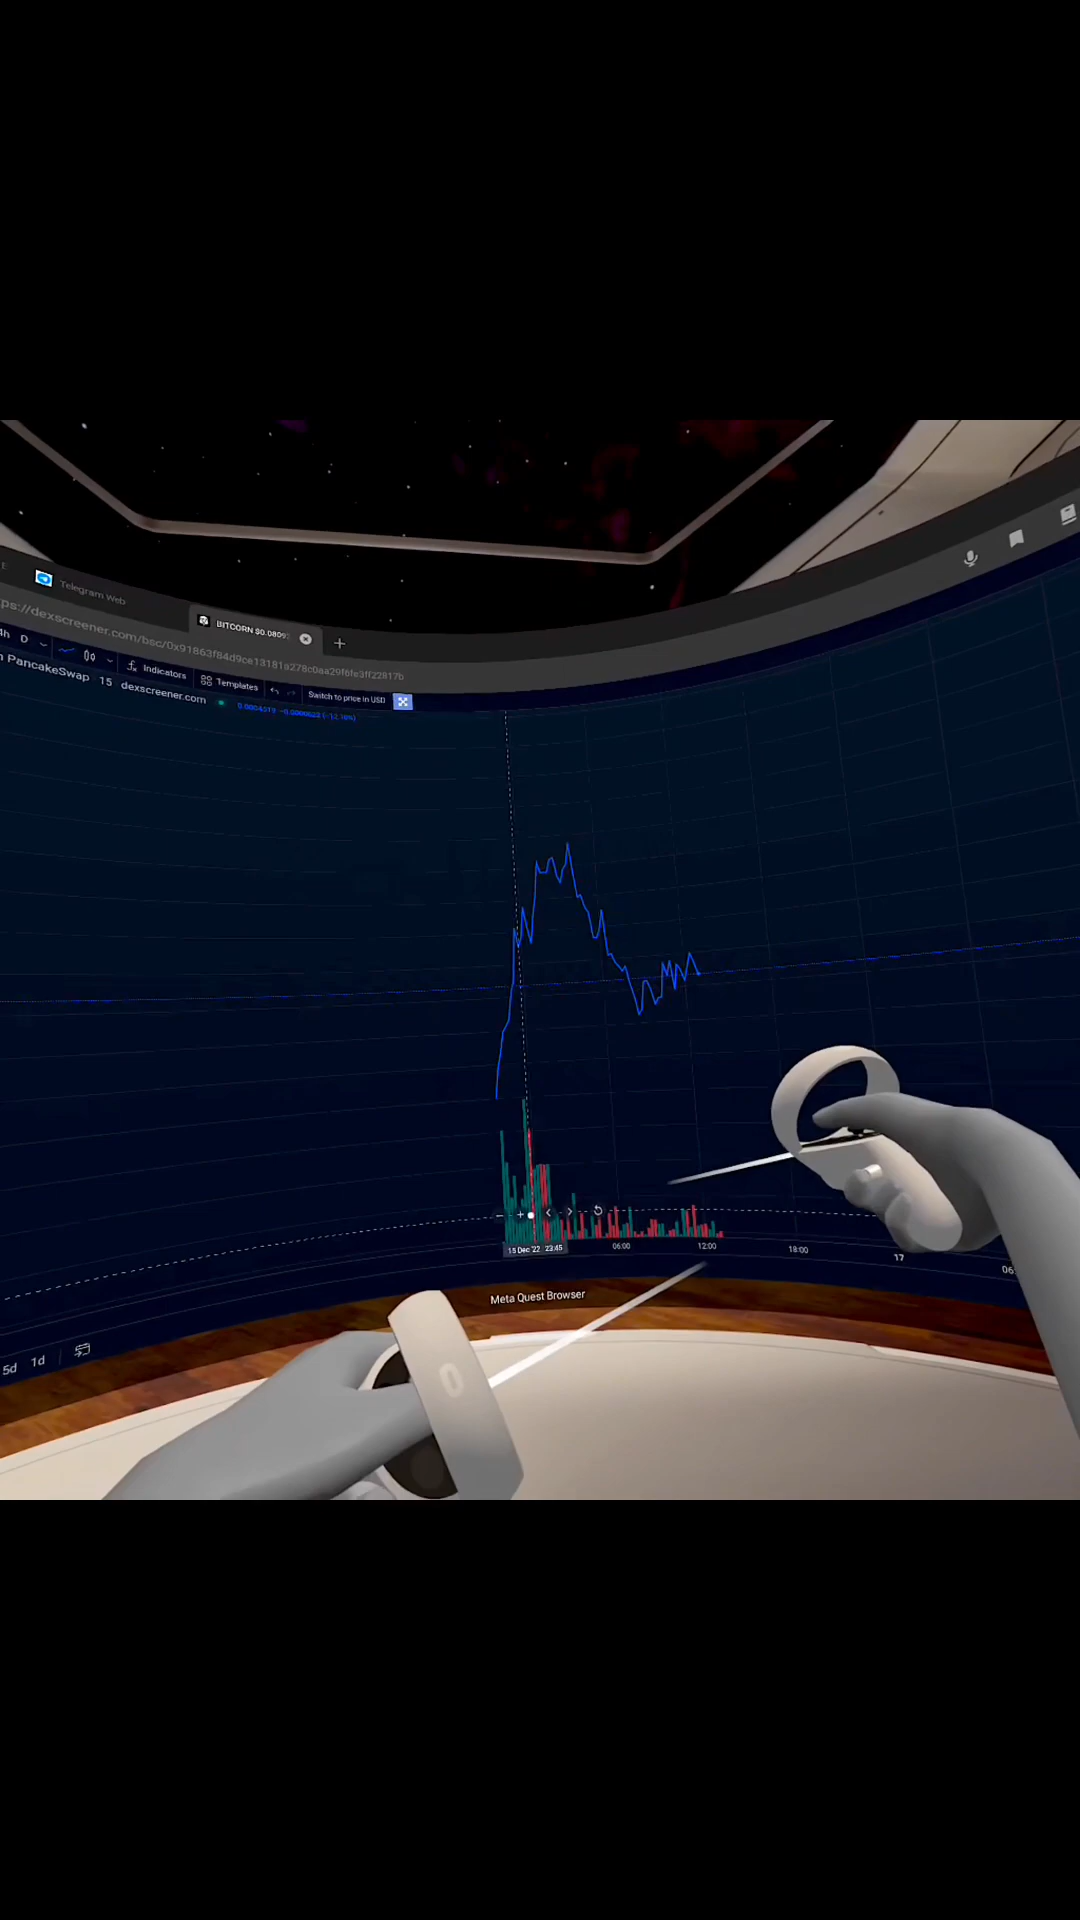 Telegram Web
BITCORN $0.0809
ps://dexscreener.com/bsc/0x91863f84d9ce13181a278c0aa29f6fe3ff22817b
4h D Indicators Templates Switch to price in USD
PancakeSwap 15 dexscreener.com
15 Dec '22 23:45 06:00 12:00 18:00 17 06:
Meta Quest Browser
5d 1d